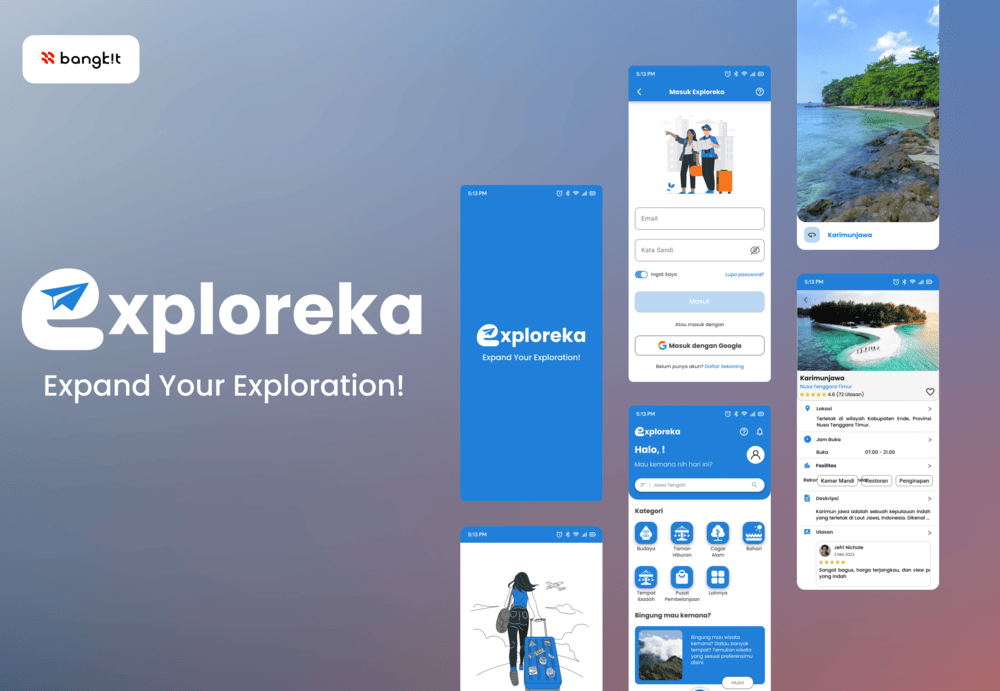 bangk!t
exploreka
Expand Your Exploration!
5:13 PM
exploreka
Expand Your Exploration!
5:13 PM
5:13 PM
Masuk Exploreka
Email
Kata Sandi
Ingat Saya
Lupa password?
Masuk
Atau masuk dengan
Masuk dengan Google
Belum punya akun? Daftar Sekarang
5:13 PM
exploreka
Halo, !
Mau kemana nih hari ini?
Jawa Tengah
Kategori
Budaya
Taman
Hiburan
Cagar
Alam
Bahari
Tempat
Ibadah
Pusat
Pembelanjaan
Lainnya
Bingung mau kemana?
Bingung mau wisata
kemana? Galau banyak
tempat? Temukan wisata
yang sesuai preferensimu
disini
Mulai
Karimunjawa
5:13 PM
Karimunjawa
Nusa Tenggara Timur
4.8 (72 Ulasan)
Lokasi
Terletak di wilayah Kabupaten Ende, Provinsi
Nusa Tenggara Timur.
Jam Buka
Buka 07.00 - 21.00
Fasilitas
Kamar Mandi Restoran Penginapan
Deskripsi
Karimun jawa adalah sebuah kepulauan indah
yang terletak di Laut Jawa, Indonesia. Dikenal ...
Ulasan
Jefri Nichole
2 Mei 2023
Sangat bagus, harga terjangkau, dan view
yang indah